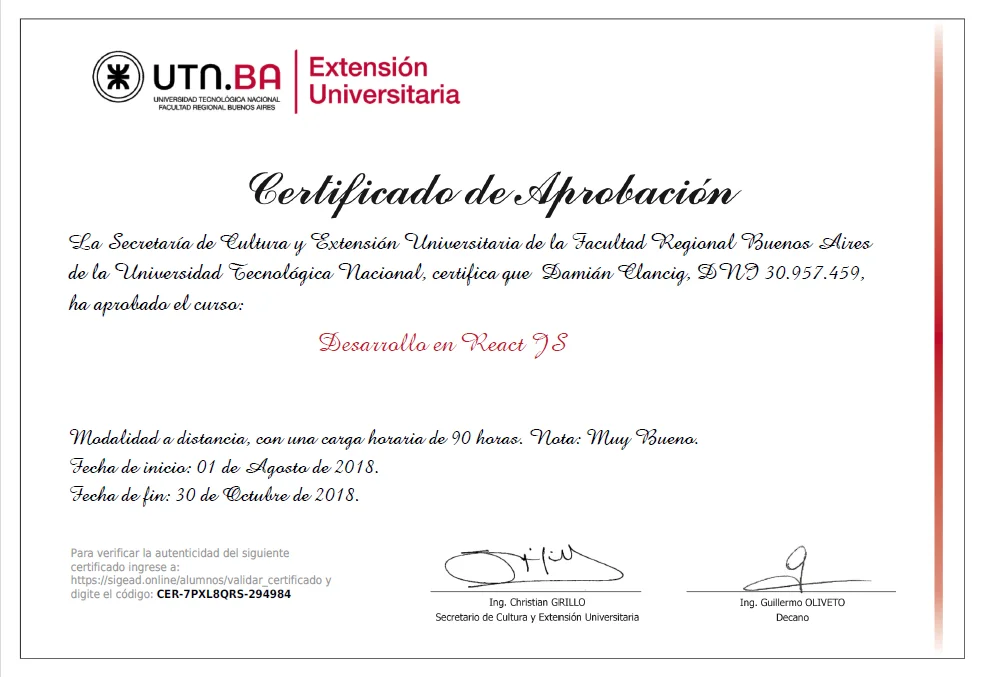 UTN.BA
UNIVERSIDAD TECNOLÓGICA NACIONAL
FACULTAD REGIONAL BUENOS AIRES
Extensión
Universitaria
Certificado de Aprobación
La Secretaría de Cultura y Extensión Universitaria de la Facultad Regional Buenos Aires
de la Universidad Tecnológica Nacional, certifica que Damián Clancig, DNI 30.957.459,
ha aprobado el curso:
Desarrollo en React JS
Modalidad a distancia, con una carga horaria de 90 horas. Nota: Muy Bueno.
Fecha de inicio: 01 de Agosto de 2018.
Fecha de fin: 30 de Octubre de 2018.
Para verificar la autenticidad del siguiente
certificado ingrese a:
https://sigead.online/alumnos/validar_certificado y
digite el código: CER-7PXL8QRS-294984
Ing. Christian GIRILLO
Secretario de Cultura y Extensión Universitaria
Ing. Guillermo OLIVETO
Decano